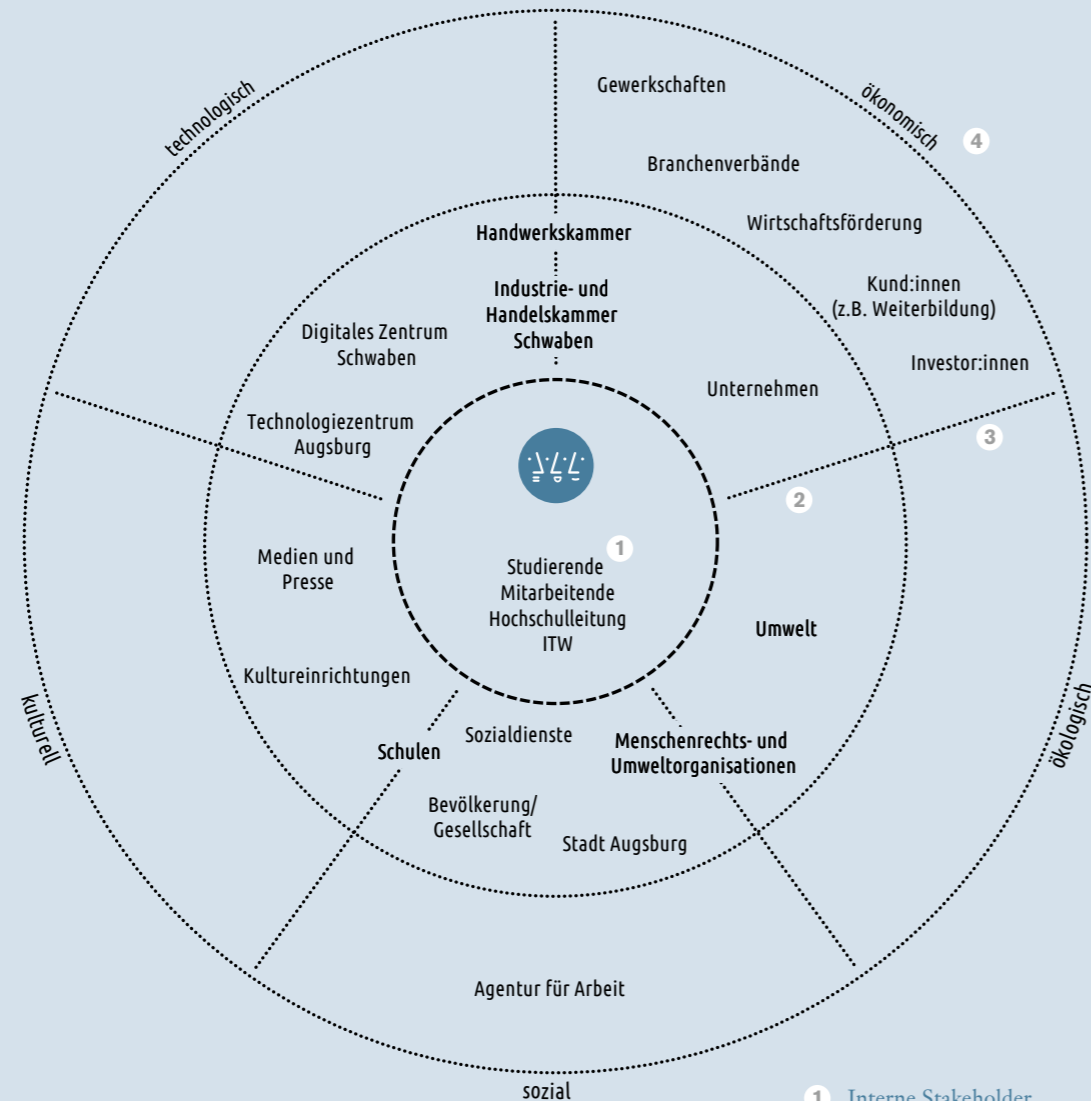 technologisch
ökonomisch
4
Gewerkschaften
Branchenverbände
Wirtschaftsförderung
Kund:innen
(z.B. Weiterbildung)
Investor:innen
Handwerkskammer
Industrie- und
Handelskammer
Schwaben
Digitales Zentrum
Schwaben
Technologiezentrum
Augsburg
Unternehmen
3
2
1
Studierende
Mitarbeitende
Hochschulleitung
ITW
Medien und
Presse
Kultureinrichtungen
Umwelt
kulturell
ökologisch
Schulen
Sozialdienste
Menschenrechts- und
Umweltorganisationen
Bevölkerung/
Gesellschaft
Stadt Augsburg
Agentur für Arbeit
sozial
1 Interne Stakeholder